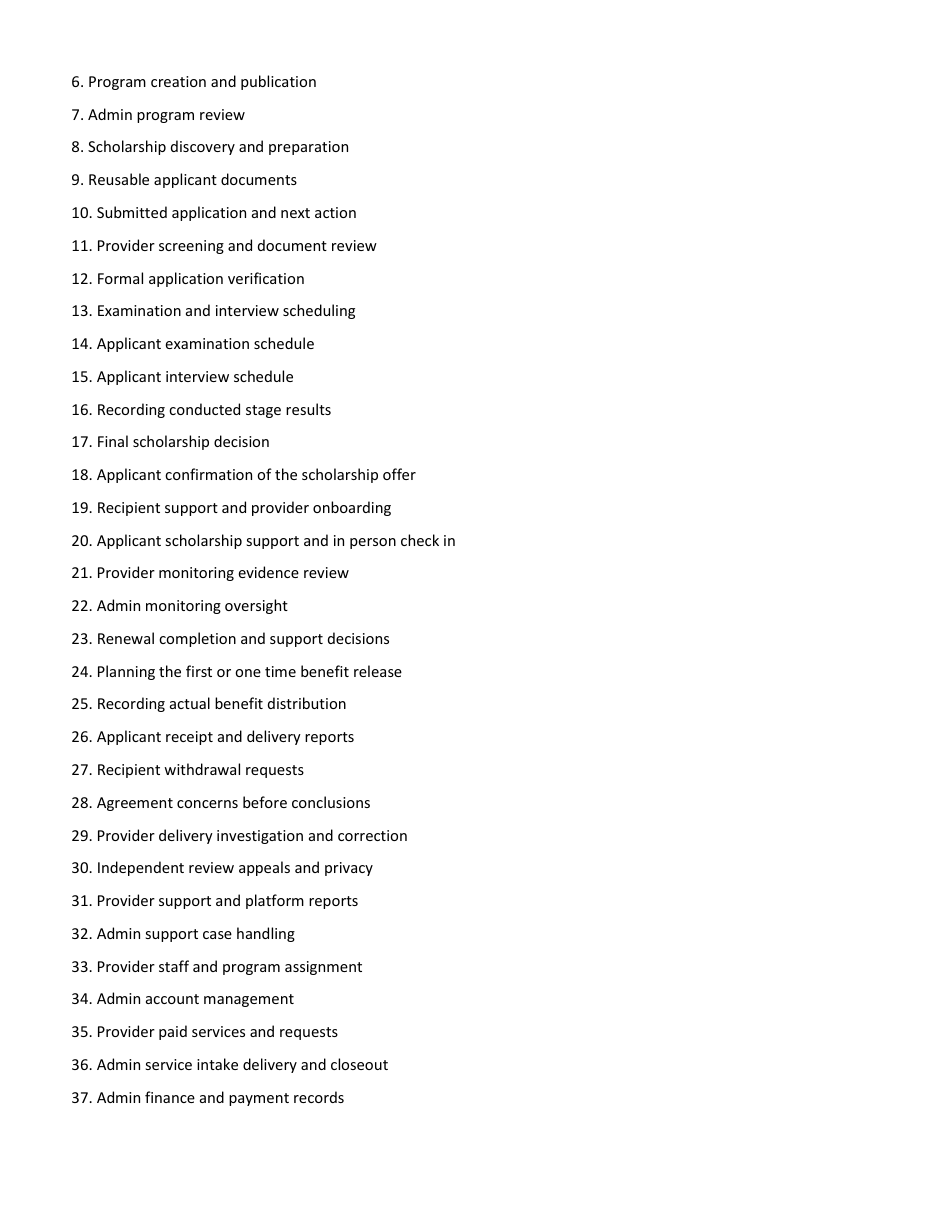 6. Program creation and publication
7. Admin program review
8. Scholarship discovery and preparation
9. Reusable applicant documents
10. Submitted application and next action
11. Provider screening and document review
12. Formal application verification
13. Examination and interview scheduling
14. Applicant examination schedule
15. Applicant interview schedule
16. Recording conducted stage results
17. Final scholarship decision
18. Applicant confirmation of the scholarship offer
19. Recipient support and provider onboarding
20. Applicant scholarship support and in person check in
21. Provider monitoring evidence review
22. Admin monitoring oversight
23. Renewal completion and support decisions
24. Planning the first or one time benefit release
25. Recording actual benefit distribution
26. Applicant receipt and delivery reports
27. Recipient withdrawal requests
28. Agreement concerns before conclusions
29. Provider delivery investigation and correction
30. Independent review appeals and privacy
31. Provider support and platform reports
32. Admin support case handling
33. Provider staff and program assignment
34. Admin account management
35. Provider paid services and requests
36. Admin service intake delivery and closeout
37. Admin finance and payment records